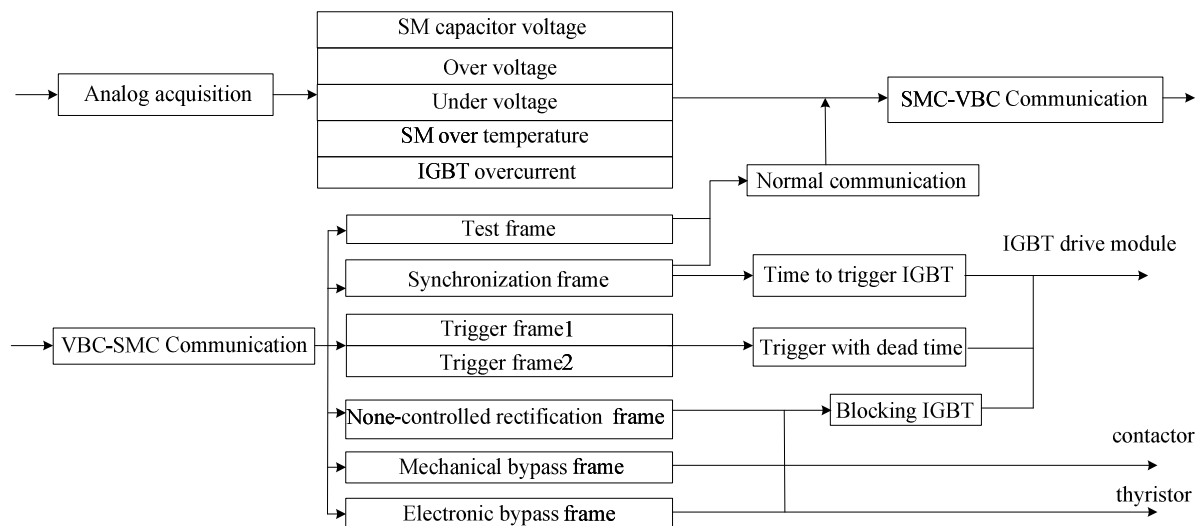 SM capacitor voltage
Over voltage
Analog acquisition
Under voltage
SMC-VBC Communication
SM over temperature
IGBT overcurrent
Normal communication
Test frame
IGBT drive module
Synchronization frame
Time to trigger IGBT
Trigger frame1
VBC-SMC Communication
Trigger with dead time
Trigger frame2
None-controlled rectification frame
Blocking IGBT
contactor
Mechanical bypass frame
thyristor
Electronic bypass frame